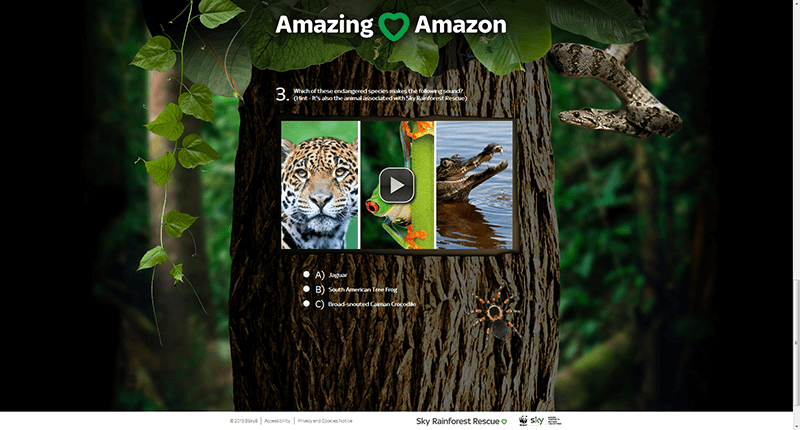 Amazing Amazon
3. Which of these endangered species makes the following sound?
(Hint - It's also the animal associated with Sky Rainforest Rescue)
A) Jaguar
B) South American Tree Frog
C) Broad-snouted Caiman Crocodile
© 2013 BSkyB | Accessibility | Privacy and Cookies Notice
Sky Rainforest Rescue
WWF sky